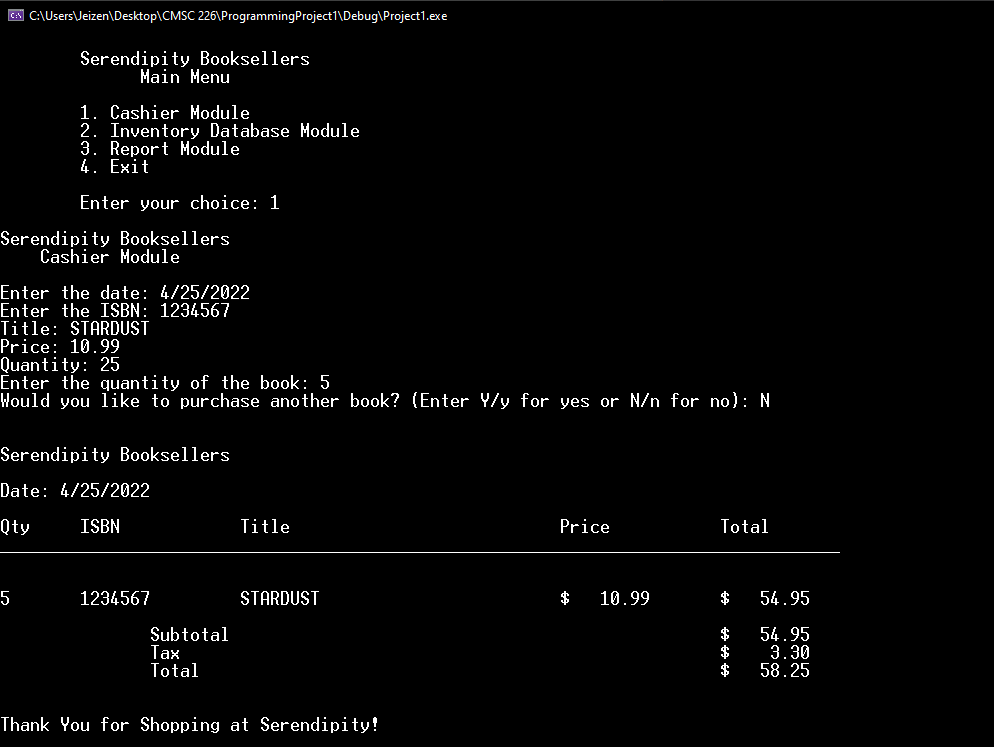 C:\Users\Jeizen\Desktop\CMSC 226\ProgrammingProject1\Debug\Project1.exe
Serendipity Booksellers
Main Menu
1. Cashier Module
2. Inventory Database Module
3. Report Module
4. Exit
Enter your choice: 1
Serendipity Booksellers
Cashier Module
Enter the date: 4/25/2022
Enter the ISBN: 1234567
Title: STARDUST
Price: 10.99
Quantity: 25
Enter the quantity of the book: 5
Would you like to purchase another book? (Enter Y/y for yes or N/n for no): N
Serendipity Booksellers
Date: 4/25/2022
Qty ISBN Title Price Total
5 1234567 STARDUST $ 10.99 $ 54.95
Subtotal $ 54.95
Tax $ 3.30
Total $ 58.25
Thank You for Shopping at Serendipity!